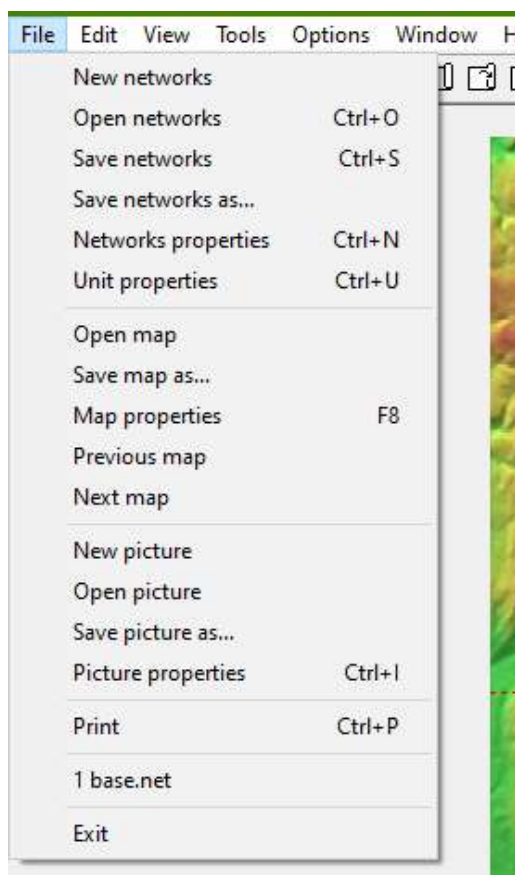 File Edit View Tools Options Window H
New networks
Open networks Ctrl+O
Save networks Ctrl+S
Save networks as...
Networks properties Ctrl+N
Unit properties Ctrl+U
Open map
Save map as...
Map properties F8
Previous map
Next map
New picture
Open picture
Save picture as...
Picture properties Ctrl+I
Print Ctrl+P
1 base.net
Exit